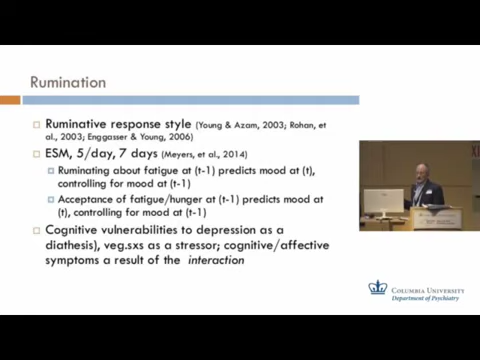 Rumination
Ruminative response style (Young & Azam, 2003; Rohan, et
al., 2003; Enggasser & Young, 2006)
ESM, 5/day, 7 days (Meyers, et al., 2014)
Ruminating about fatigue at (t-1) predicts mood at (t),
controlling for mood at (t-1)
Acceptance of fatigue/hunger at (t-1) predicts mood at
(t), controlling for mood at (t-1)
Cognitive vulnerabilities to depression as a
diathesis), veg.sxs as a stressor; cognitive/affective
symptoms a result of the interaction
COLUMBIA UNIVERSITY
Department of Psychiatry